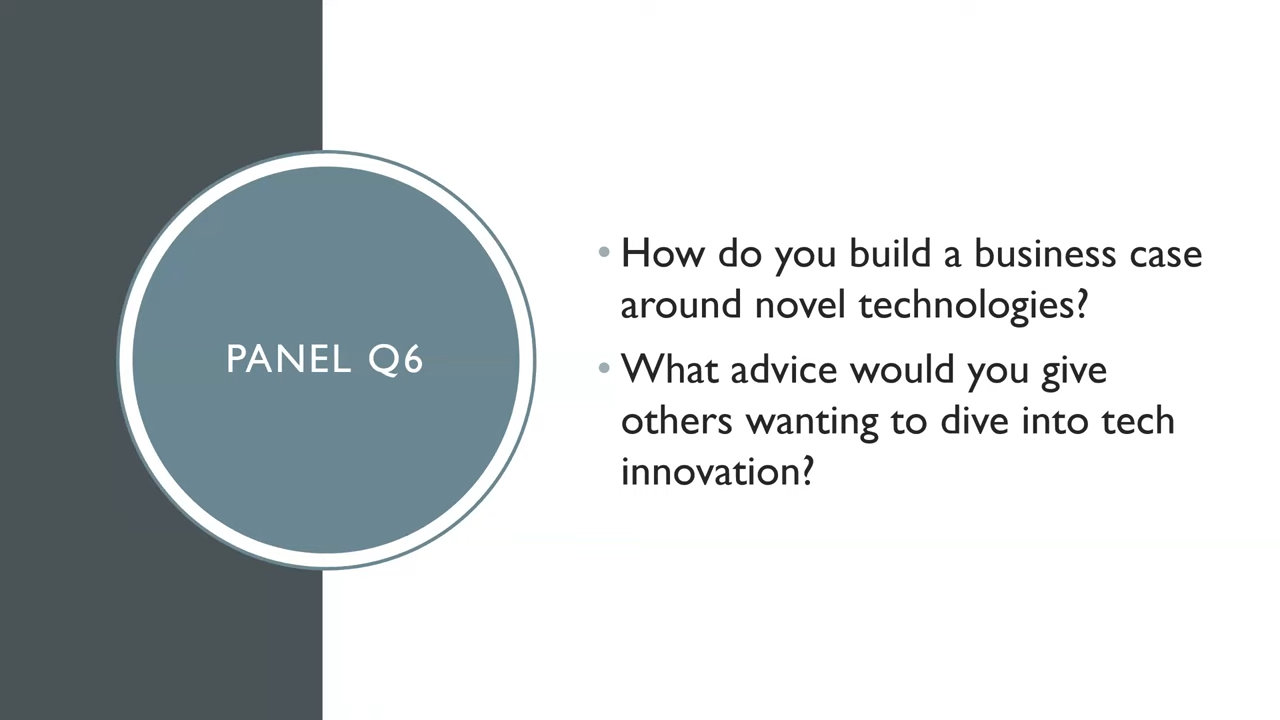 PANEL Q6
• How do you build a business case
around novel technologies?
• What advice would you give
others wanting to dive into tech
innovation?